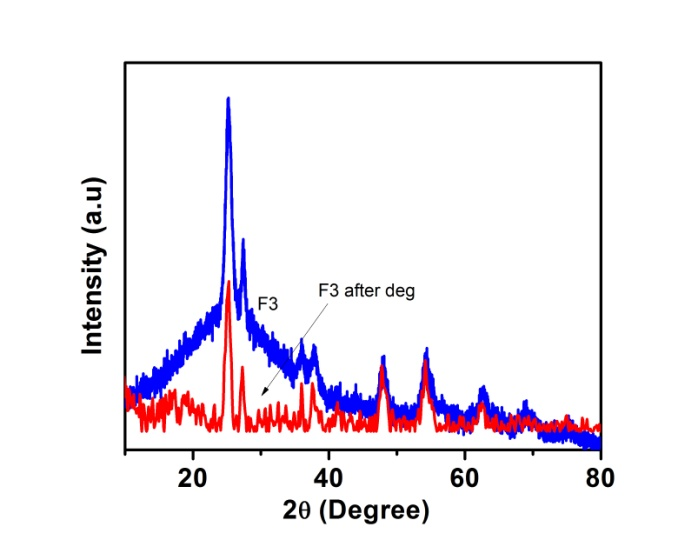 Intensity (a.u)
F3
F3 after deg
20 40 60 80
2θ (Degree)